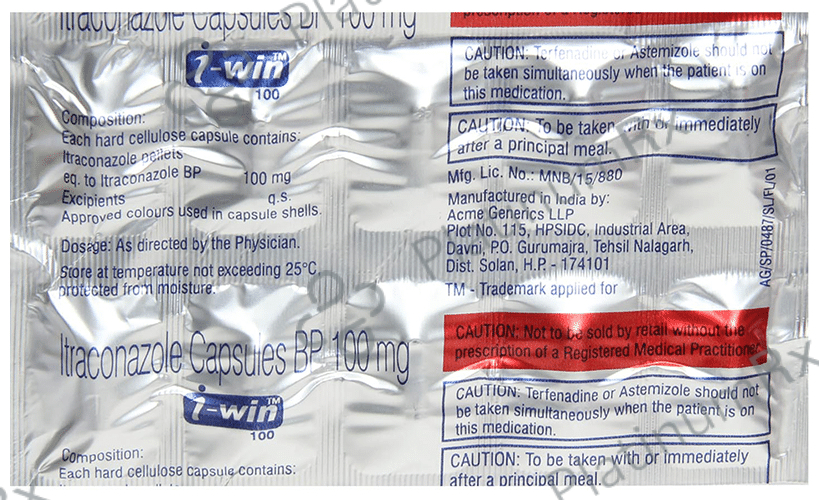 Itraconazole Capsules BP 100 mg
i-win™
100
Composition:
Each hard cellulose capsule contains:
Itraconazole pellets
eq. to Itraconazole BP 100 mg
Excipients q.s.
Approved colours used in capsule shells.
Dosage: As directed by the Physician.
Store at temperature not exceeding 25°C,
protected from moisture.
Itraconazole Capsules BP 100 mg
i-win™
100
Composition:
Each hard cellulose capsule contains:
CAUTION: Terfenadine or Astemizole should not
be taken simultaneously when the patient is on
this medication.
CAUTION: To be taken with or immediately
after a principal meal.
Mfg. Lic. No.: MNB/15/880
Manufactured in India by:
Acme Generics LLP
Plot No. 115, HPSIDC, Industrial Area,
Davni, P.O. Gurumajra, Tehsil Nalagarh,
Dist. Solan, H.P. - 174101
TM - Trademark applied for
AG/SP/0487/SL/FL/01
CAUTION: Not to be sold by retail without the
prescription of a Registered Medical Practitioner
CAUTION: Terfenadine or Astemizole should not
be taken simultaneously when the patient is on
this medication.
CAUTION: To be taken with or immediately
after a principal meal.
PlatinumRx